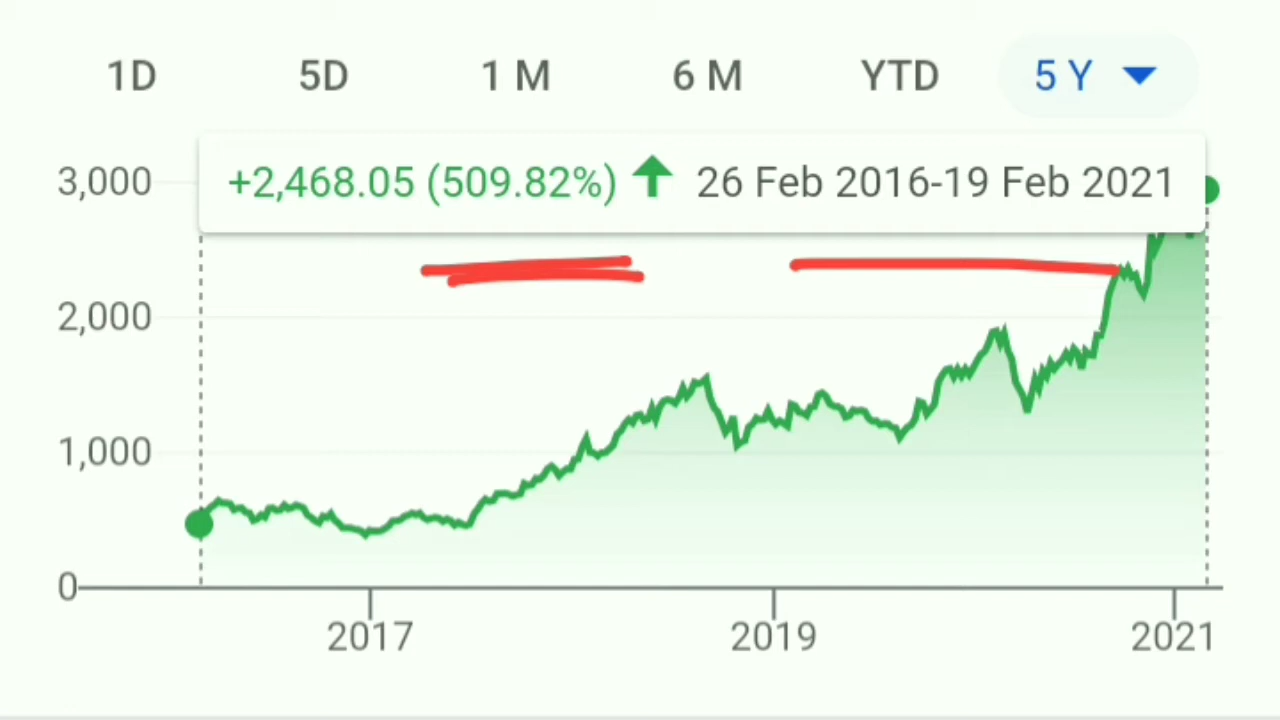 1D 5D 1 M 6 M YTD 5 Y
+2,468.05 (509.82%) 26 Feb 2016-19 Feb 2021
3,000
2,000
1,000
0
2017 2019 2021